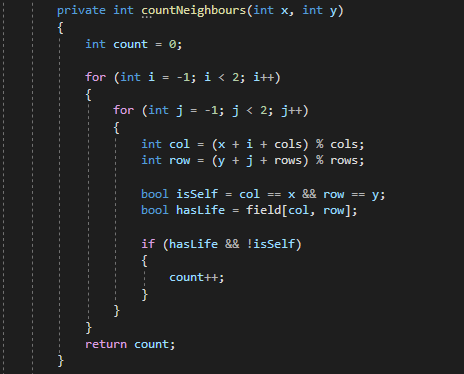 private int countNeighbours(int x, int y)
{
int count = 0;
for (int i = -1; i < 2; i++)
{
for (int j = -1; j < 2; j++)
{
int col = (x + i + cols) % cols;
int row = (y + j + rows) % rows;
bool isSelf = col == x && row == y;
bool hasLife = field[col, row];
if (hasLife && !isSelf)
{
count++;
}
}
}
return count;
}